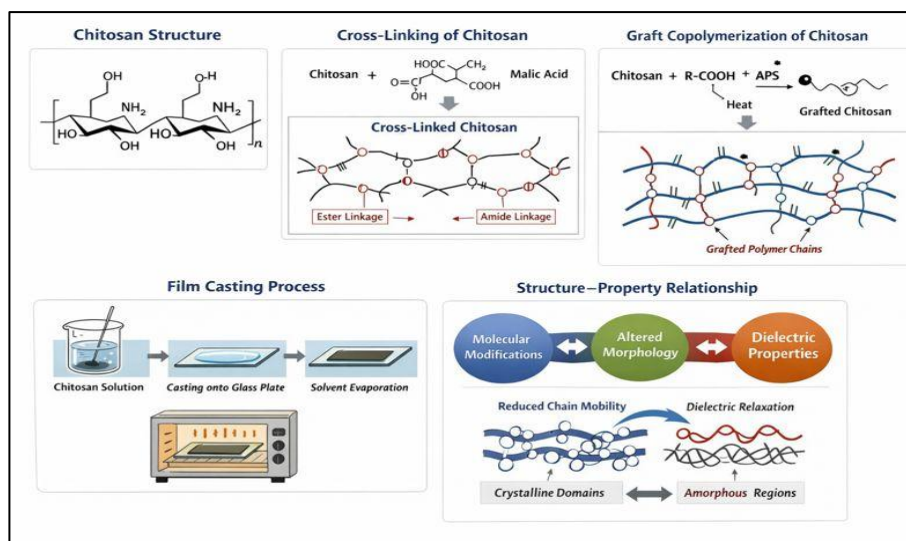 Chitosan Structure
OH
O-H
NH2
NH2
HO
OH
HO
OH
n
Cross-Linking of Chitosan
HOOC
CH2
Chitosan +
Malic Acid
O=C
OH
COOH
Cross-Linked Chitosan
Ester Linkage
Amide Linkage
Graft Copolymerization of Chitosan
Chitosan + R-COOH + APS
Heat
Grafted Chitosan
Grafted Polymer Chains
Film Casting Process
Chitosan Solution
Casting onto Glass Plate
Solvent Evaporation
Structure–Property Relationship
Molecular
Modifications
Altered
Morphology
Dielectric
Properties
Reduced Chain Mobility
Dielectric Relaxation
Crystalline Domains
Amorphous Regions